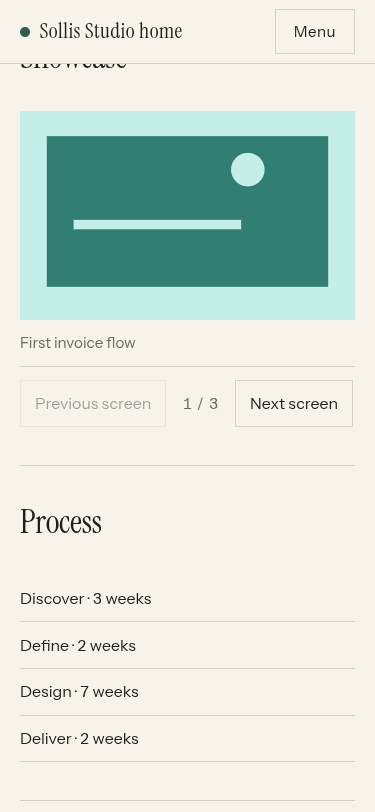 Sollis Studio home
Menu
Showcase
First invoice flow
Previous screen
1 / 3
Next screen
Process
Discover · 3 weeks
Define · 2 weeks
Design · 7 weeks
Deliver · 2 weeks